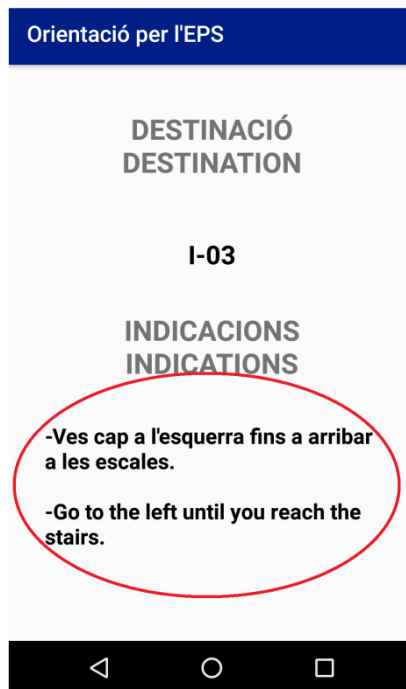 Orientació per l'EPS
DESTINACIÓ
DESTINATION
I-03
INDICACIONS
INDICATIONS
-Ves cap a l'esquerra fins a arribar
a les escales.
-Go to the left until you reach the
stairs.